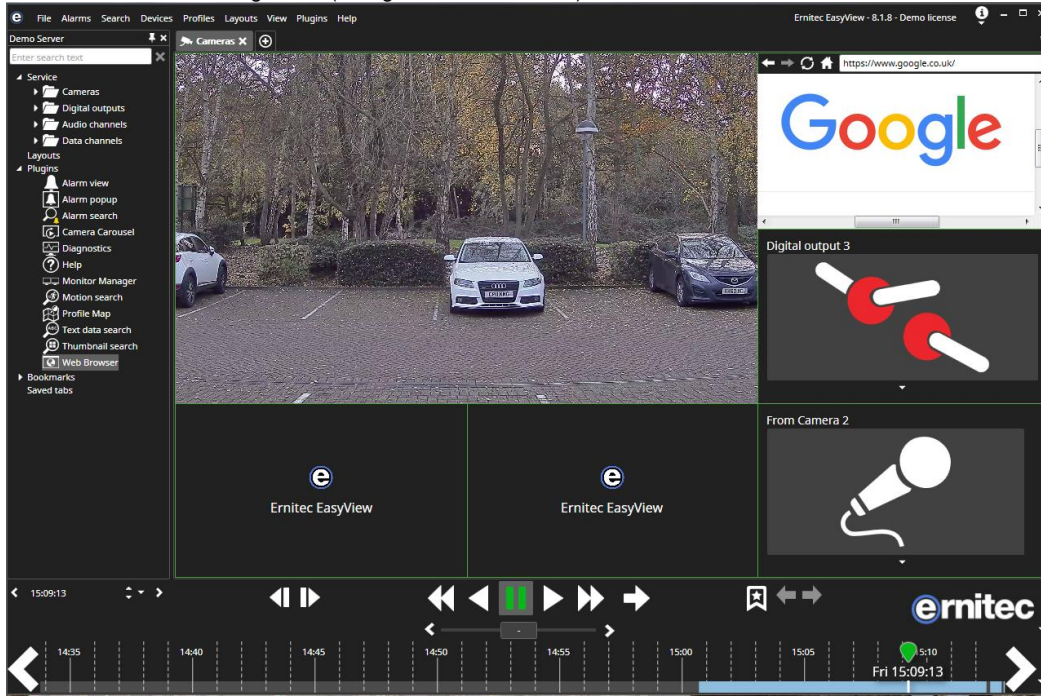 File Alarms Search Devices Profiles Layouts View Plugins Help
Ernitec EasyView - 8.1.8 - Demo license
Demo Server
Cameras
Enter search text
Service
Cameras
Digital outputs
Audio channels
Data channels
Layouts
Plugins
Alarm view
Alarm popup
Alarm search
Camera Carousel
Diagnostics
Help
Monitor Manager
Motion search
Profile Map
Text data search
Thumbnail search
Web Browser
Bookmarks
Saved tabs
https://www.google.co.uk/
Google
Digital output 3
From Camera 2
Ernitec EasyView
Ernitec EasyView
15:09:13
ernitec
14:35 14:40 14:45 14:50 14:55 15:00 15:05 5:10
Fri 15:09:13